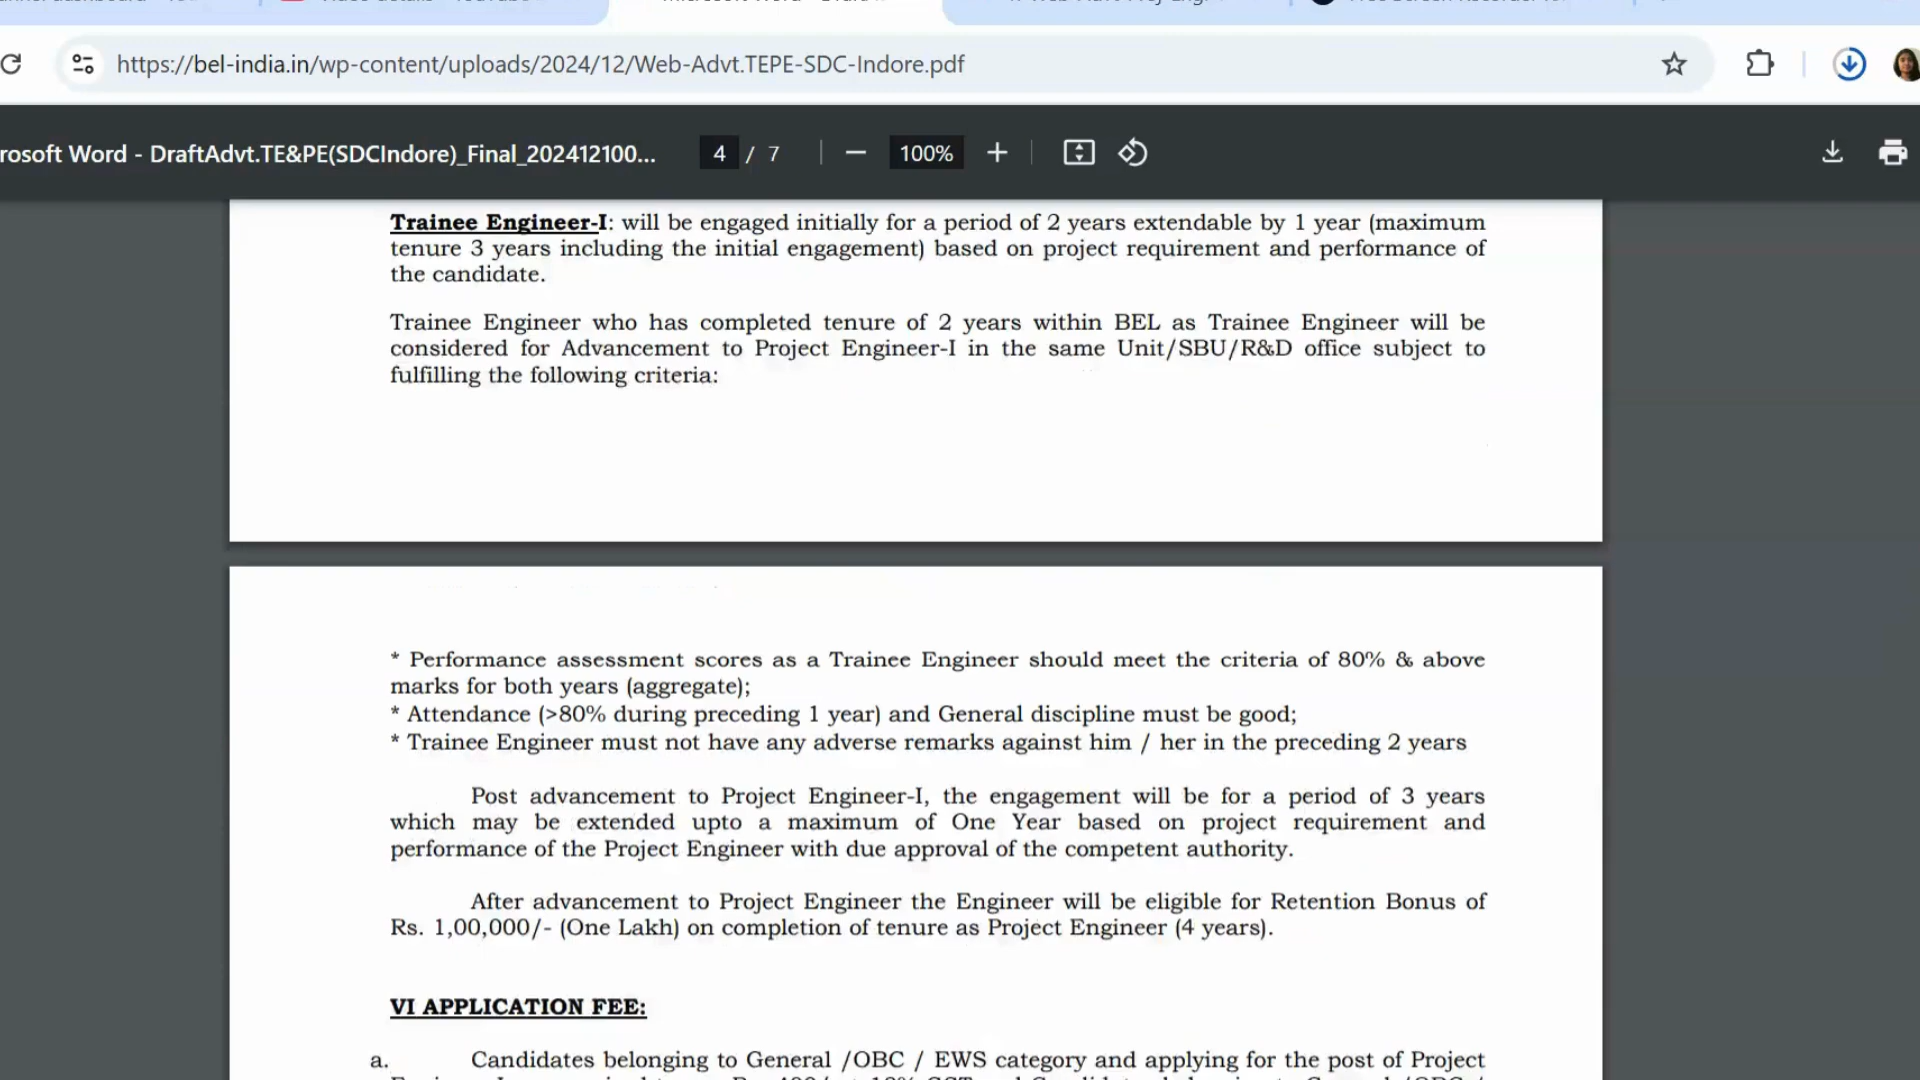 https://bel-india.in/wp-content/uploads/2024/12/Web-Advt.TEPE-SDC-Indore.pdf
rosoft Word - DraftAdvt.TE&PE(SDCIndore)_Final_202412100... 4 / 7 100%
Trainee Engineer-I: will be engaged initially for a period of 2 years extendable by 1 year (maximum
tenure 3 years including the initial engagement) based on project requirement and performance of
the candidate.
Trainee Engineer who has completed tenure of 2 years within BEL as Trainee Engineer will be
considered for Advancement to Project Engineer-I in the same Unit/SBU/R&D office subject to
fulfilling the following criteria:
* Performance assessment scores as a Trainee Engineer should meet the criteria of 80% & above
marks for both years (aggregate);
* Attendance (>80% during preceding 1 year) and General discipline must be good;
* Trainee Engineer must not have any adverse remarks against him / her in the preceding 2 years
Post advancement to Project Engineer-I, the engagement will be for a period of 3 years
which may be extended upto a maximum of One Year based on project requirement and
performance of the Project Engineer with due approval of the competent authority.
After advancement to Project Engineer the Engineer will be eligible for Retention Bonus of
Rs. 1,00,000/- (One Lakh) on completion of tenure as Project Engineer (4 years).
VI APPLICATION FEE:
a. Candidates belonging to General /OBC / EWS category and applying for the post of Project